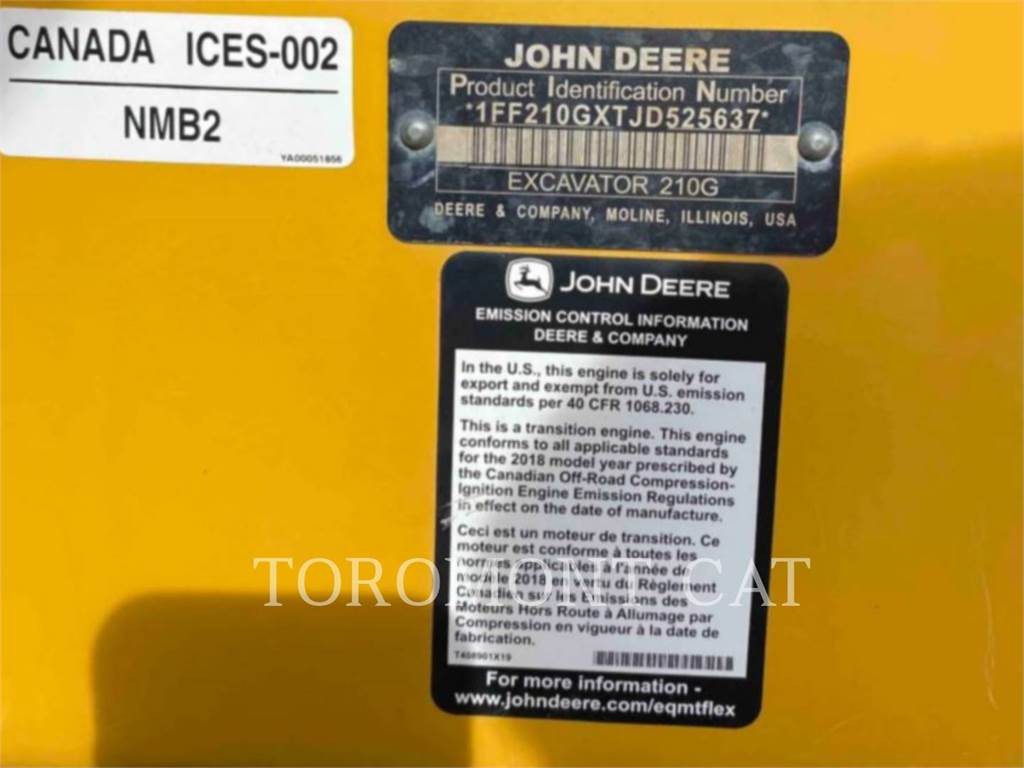 CANADA ICES-002
NMB2
YA00051856
JOHN DEERE
Product Identification Number
*1FF210GXTJD525637*
EXCAVATOR 210G
DEERE & COMPANY, MOLINE, ILLINOIS, USA
JOHN DEERE
EMISSION CONTROL INFORMATION
DEERE & COMPANY
In the U.S., this engine is solely for
export and exempt from U.S. emission
standards per 40 CFR 1068.230.
This is a transition engine. This engine
conforms to all applicable standards
for the 2018 model year prescribed by
the Canadian Off-Road Compression-
Ignition Engine Emission Regulations
in effect on the date of manufacture.
Ceci est un moteur de transition. Ce
moteur est conforme à toutes les
normes applicables à l'année de
modèle 2018 en vertu du Règlement
Canadien sur les Emissions des
Moteurs Hors Route à Allumage par
Compression en vigueur à la date de
fabrication.
T408901X19
For more information -
www.johndeere.com/eqmtflex
TOROMONT CAT